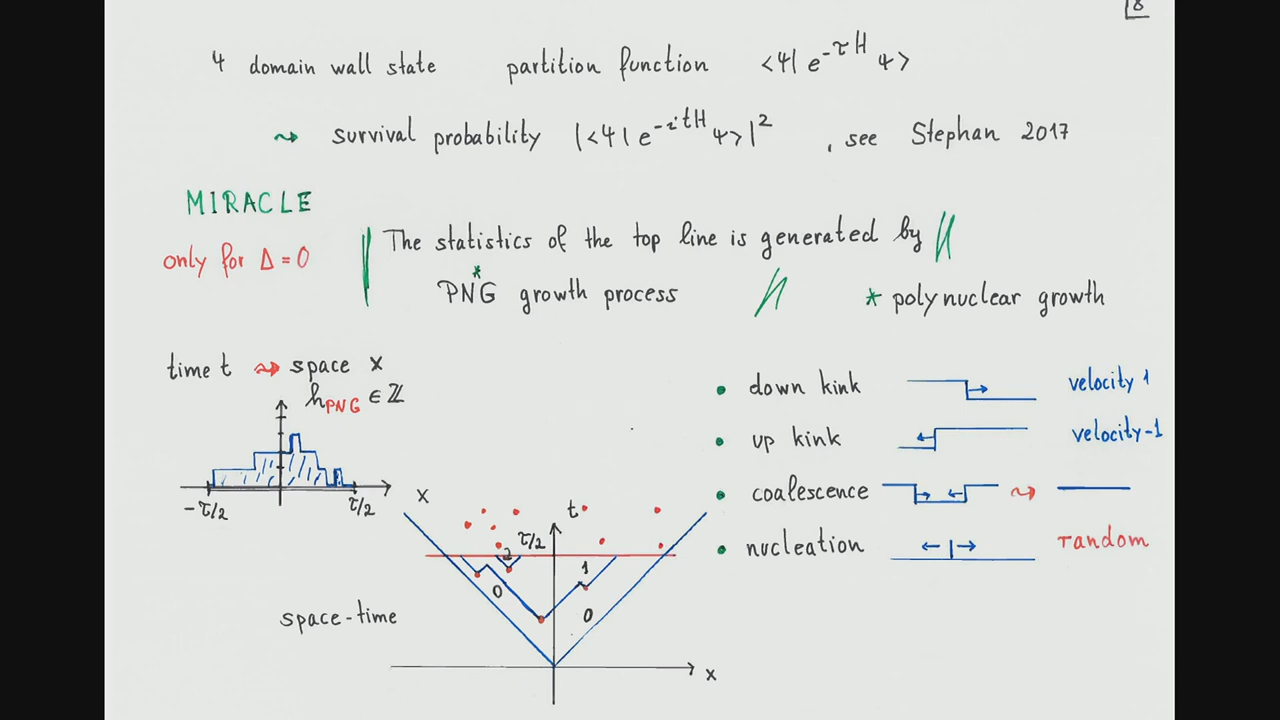 8
ψ domain wall state partition function <ψ| e^{-τH} ψ>
⇝ survival probability |<ψ| e^{-itH} ψ>|² , see Stephan 2017
MIRACLE
only for Δ = 0
The statistics of the top line is generated by
PNG* growth process * polynuclear growth
time t ⇝ space x
h_{PNG} ∈ ℤ
-τ/2 τ/2
• down kink velocity 1
• up kink velocity -1
• coalescence ⇝
• nucleation random
x t
τ/2
2 1
0 0
space-time
x